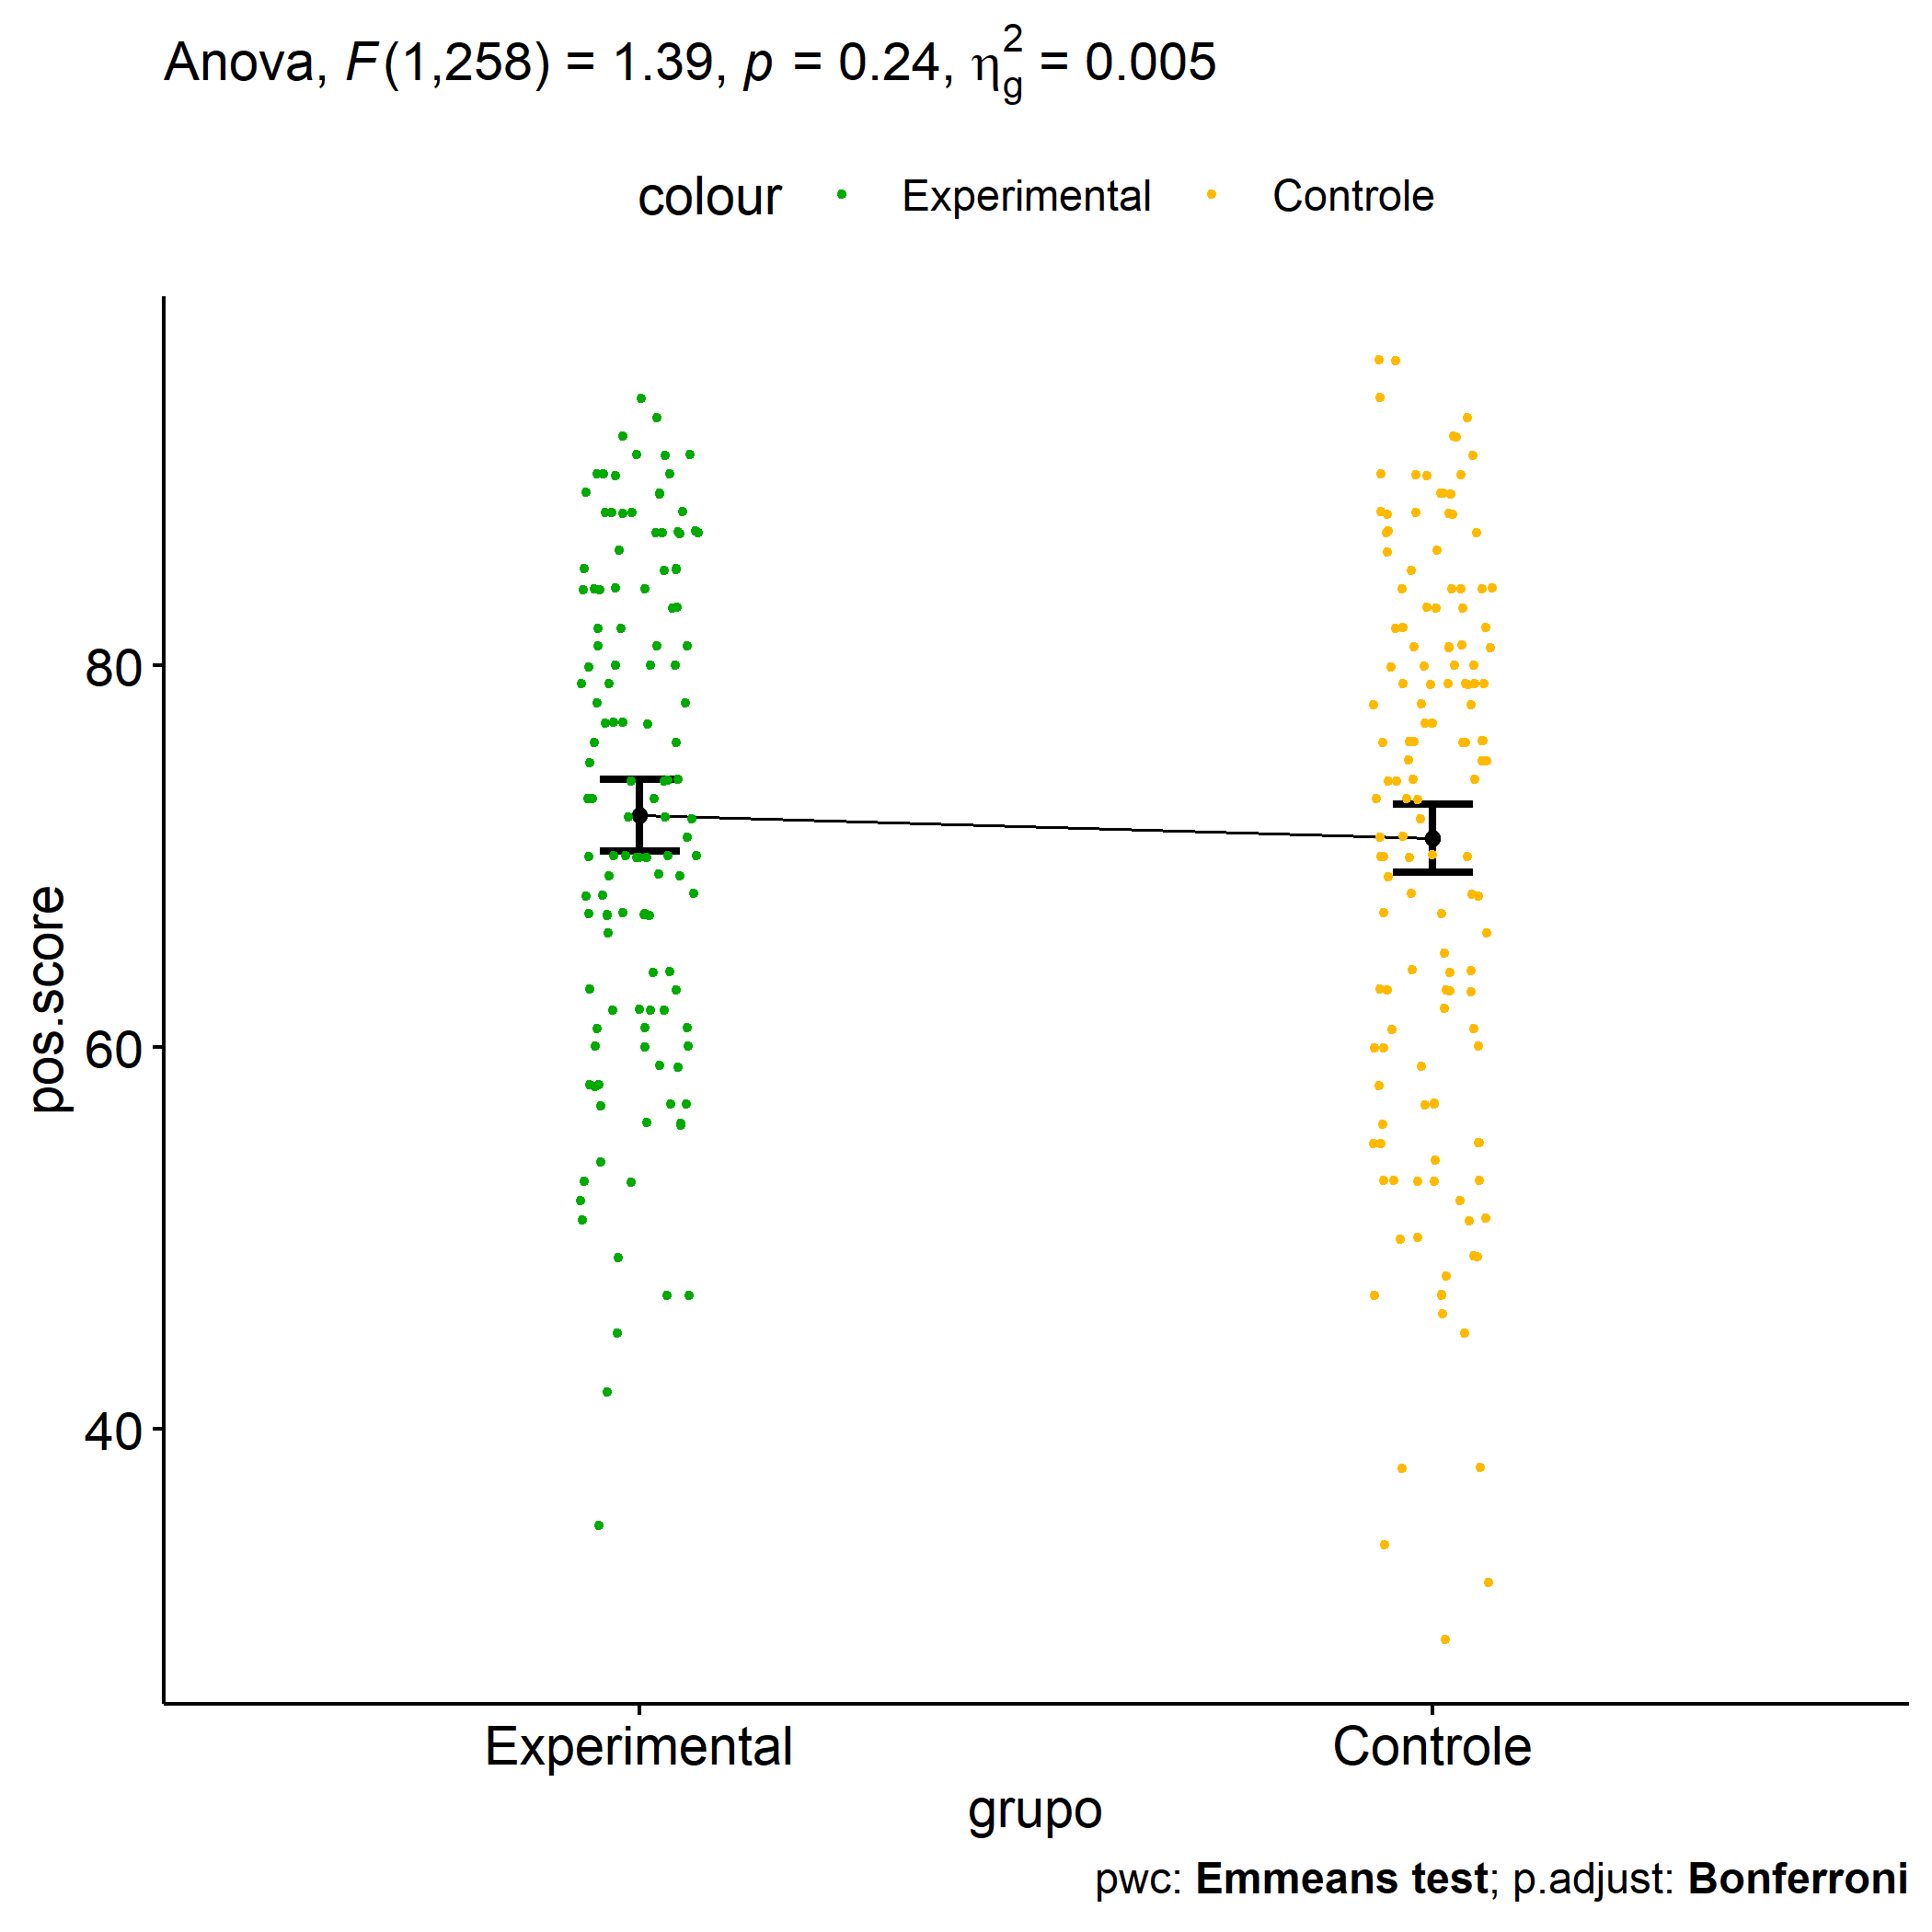 Anova, F(1,258) = 1.39, p = 0.24, η²g = 0.005
colour Experimental Controle
pos.score
80
60
40
Experimental Controle
grupo
pwc: Emmeans test; p.adjust: Bonferroni